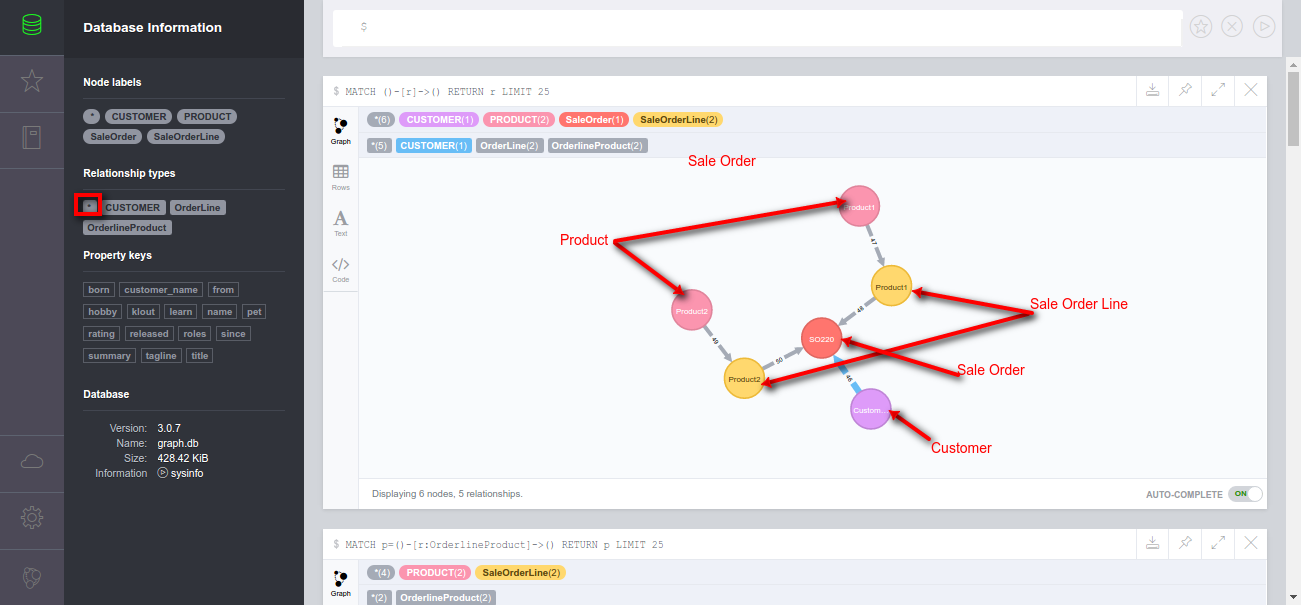 Database Information
Node labels
* CUSTOMER PRODUCT
SaleOrder SaleOrderLine
Relationship types
* CUSTOMER OrderLine
OrderlineProduct
Property keys
born customer_name from
hobby klout learn name pet
rating released roles since
summary tagline title
Database
Version: 3.0.7
Name: graph.db
Size: 428.42 KiB
Information sysinfo
$
$ MATCH ()-[r]->() RETURN r LIMIT 25
Graph
Rows
Text
Code
*(6) CUSTOMER(1) PRODUCT(2) SaleOrder(1) SaleOrderLine(2)
*(5) CUSTOMER(1) OrderLine(2) OrderlineProduct(2)
Sale Order
Product
Product1
47
Product1
Sale Order Line
48
Product2
49
SO220
Product2
50
Sale Order
46
Custom...
Customer
Displaying 6 nodes, 5 relationships.
AUTO-COMPLETE ON
$ MATCH p=()-[r:OrderlineProduct]->() RETURN p LIMIT 25
Graph
*(4) PRODUCT(2) SaleOrderLine(2)
*(2) OrderlineProduct(2)